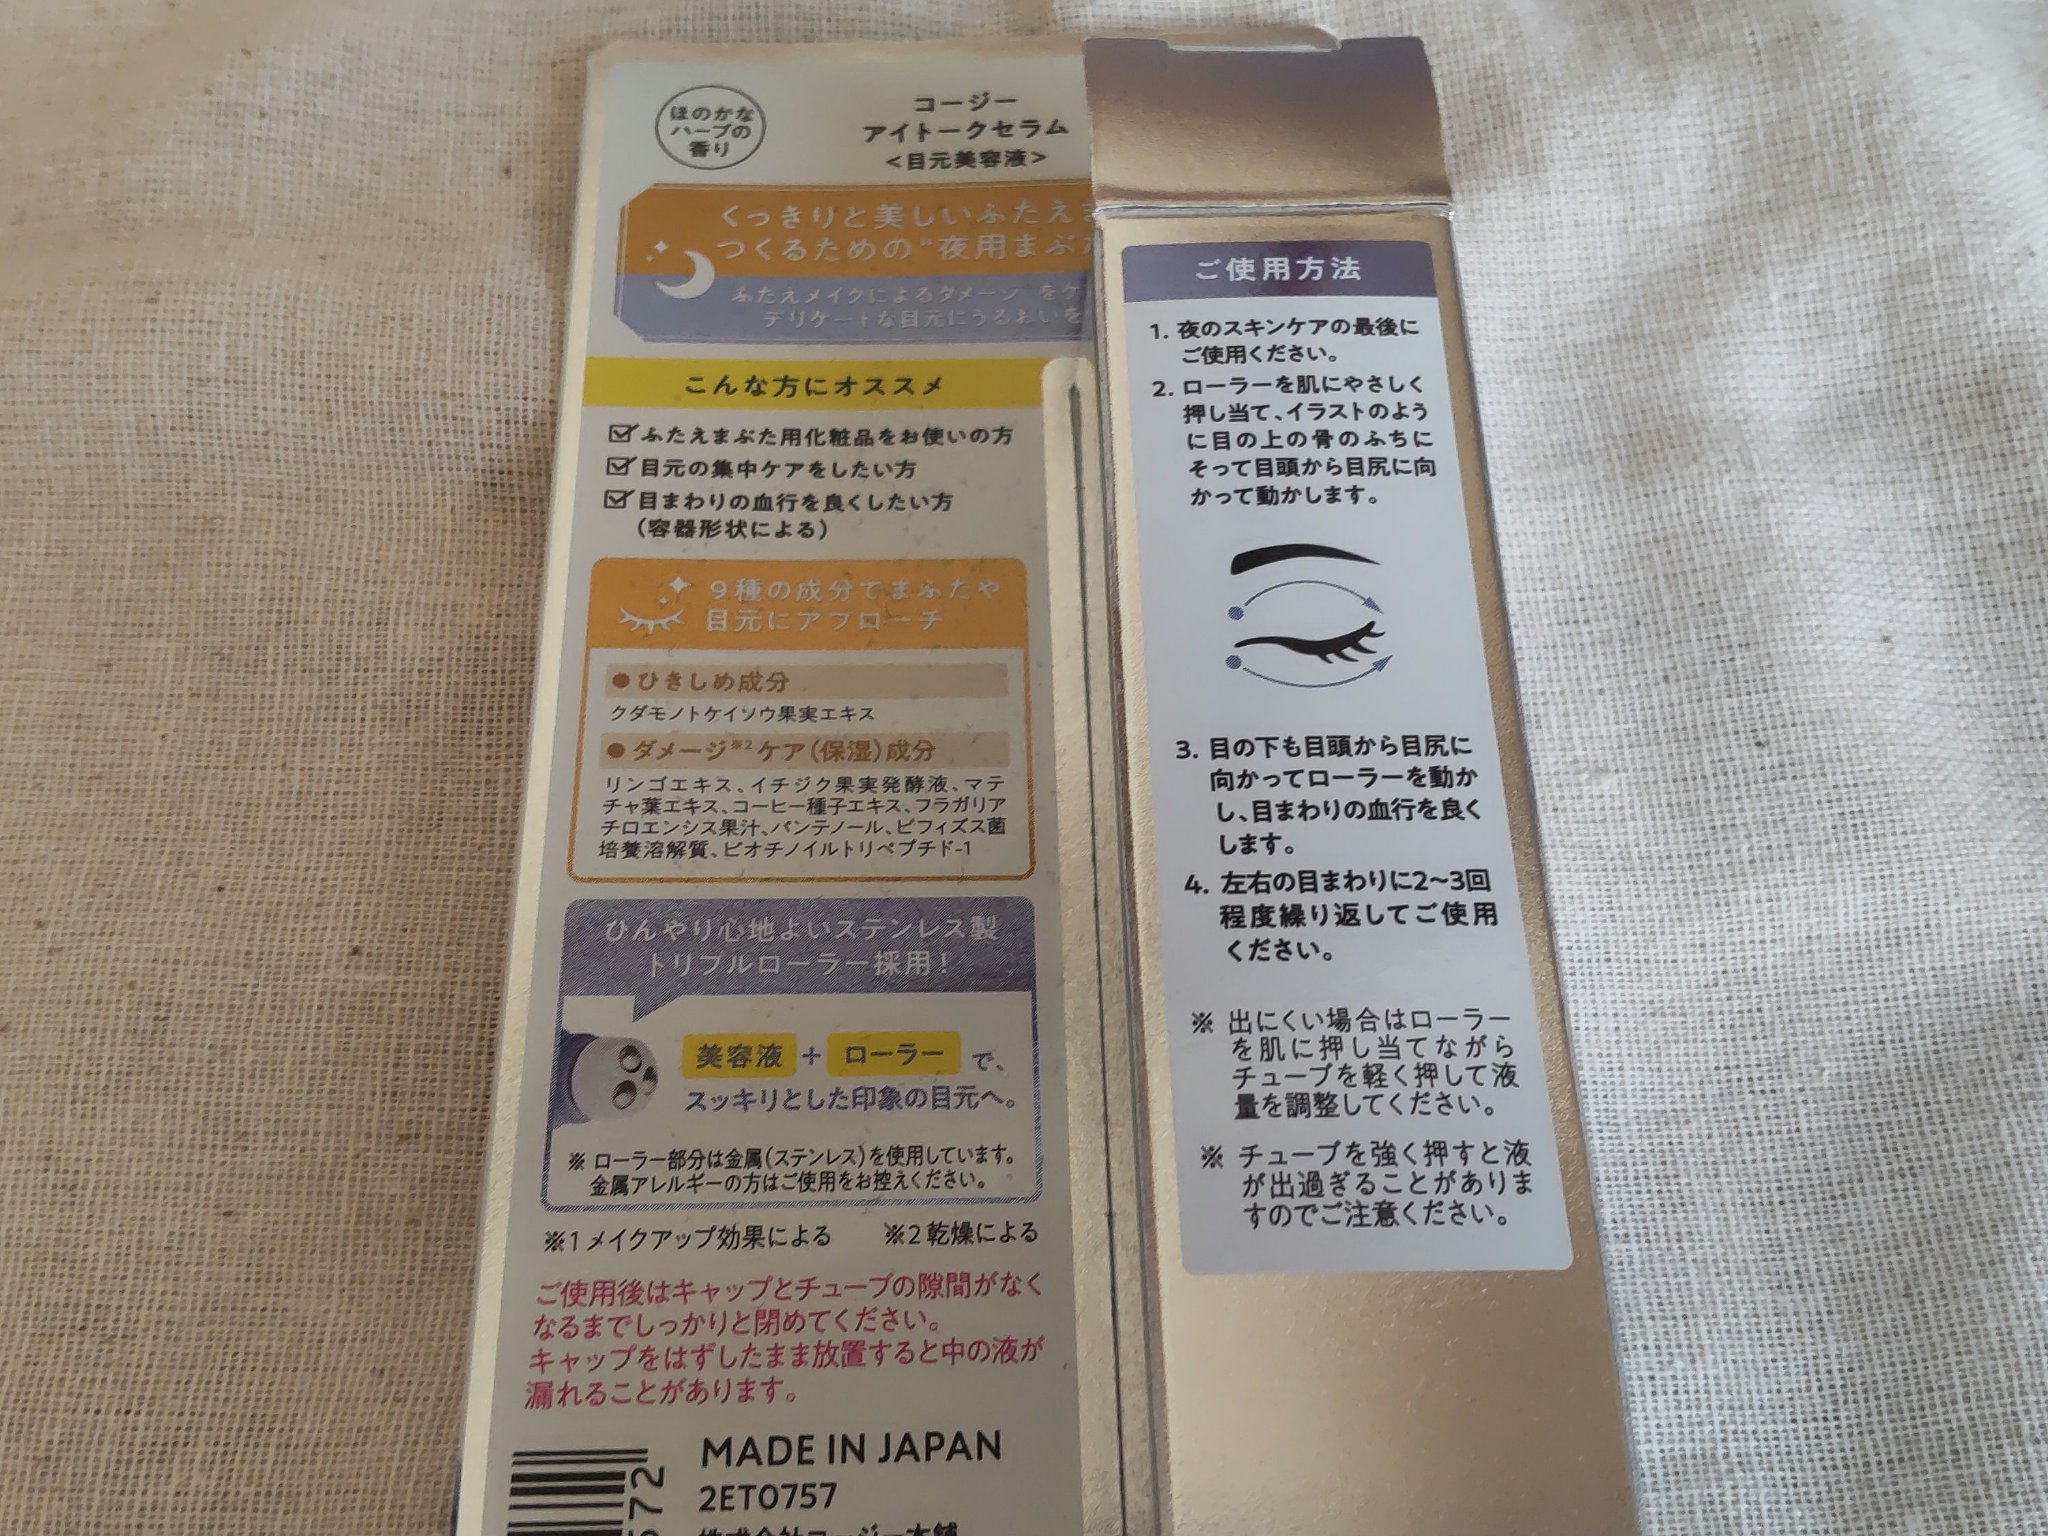 ほのかな
ハーブの
香り
コージー
アイトークセラム
<目元美容液>
くっきりと美しいふたえ
つくるための"夜用まぶ
ふたえメイクによるダメージ をケ
デリケートな目元にうるおいを
こんな方にオススメ
ふたえまぶた用化粧品をお使いの方
目元の集中ケアをしたい方
目まわりの血行を良くしたい方
(容器形状による)
9種の成分でまぶたや
目元にアプローチ
●ひきしめ成分
クダモノトケイソウ果実エキス
●ダメージ※2ケア(保湿)成分
リンゴエキス、イチジク果実発酵液、マテ
チャ葉エキス、コーヒー種子エキス、フラガリア
チロエンシス果汁、パンテノール、ビフィズス菌
培養溶解質、ビオチノイルトリペプチド-1
ひんやり心地よいステンレス製
トリプルローラー採用!
美容液 + ローラー で、
スッキリとした印象の目元へ。
※ ローラー部分は金属(ステンレス)を使用しています。
金属アレルギーの方はご使用をお控えください。
※1 メイクアップ効果による ※2 乾燥による
ご使用後はキャップとチューブの隙間がなく
なるまでしっかりと閉めてください。
キャップをはずしたまま放置すると中の液が
漏れることがあります。
MADE IN JAPAN
2ET0757
株式会社コージー本舗
672
ご使用方法
1. 夜のスキンケアの最後に
ご使用ください。
2. ローラーを肌にやさしく
押し当て、イラストのよう
に目の上の骨のふちに
そって目頭から目尻に向
かって動かします。
3. 目の下も目頭から目尻に
向かってローラーを動か
し、目まわりの血行を良く
します。
4. 左右の目まわりに2〜3回
程度繰り返してご使用
ください。
※ 出にくい場合はローラー
を肌に押し当てながら
チューブを軽く押して液
量を調整してください。
※ チューブを強く押すと液
が出過ぎることがありま
すのでご注意ください。